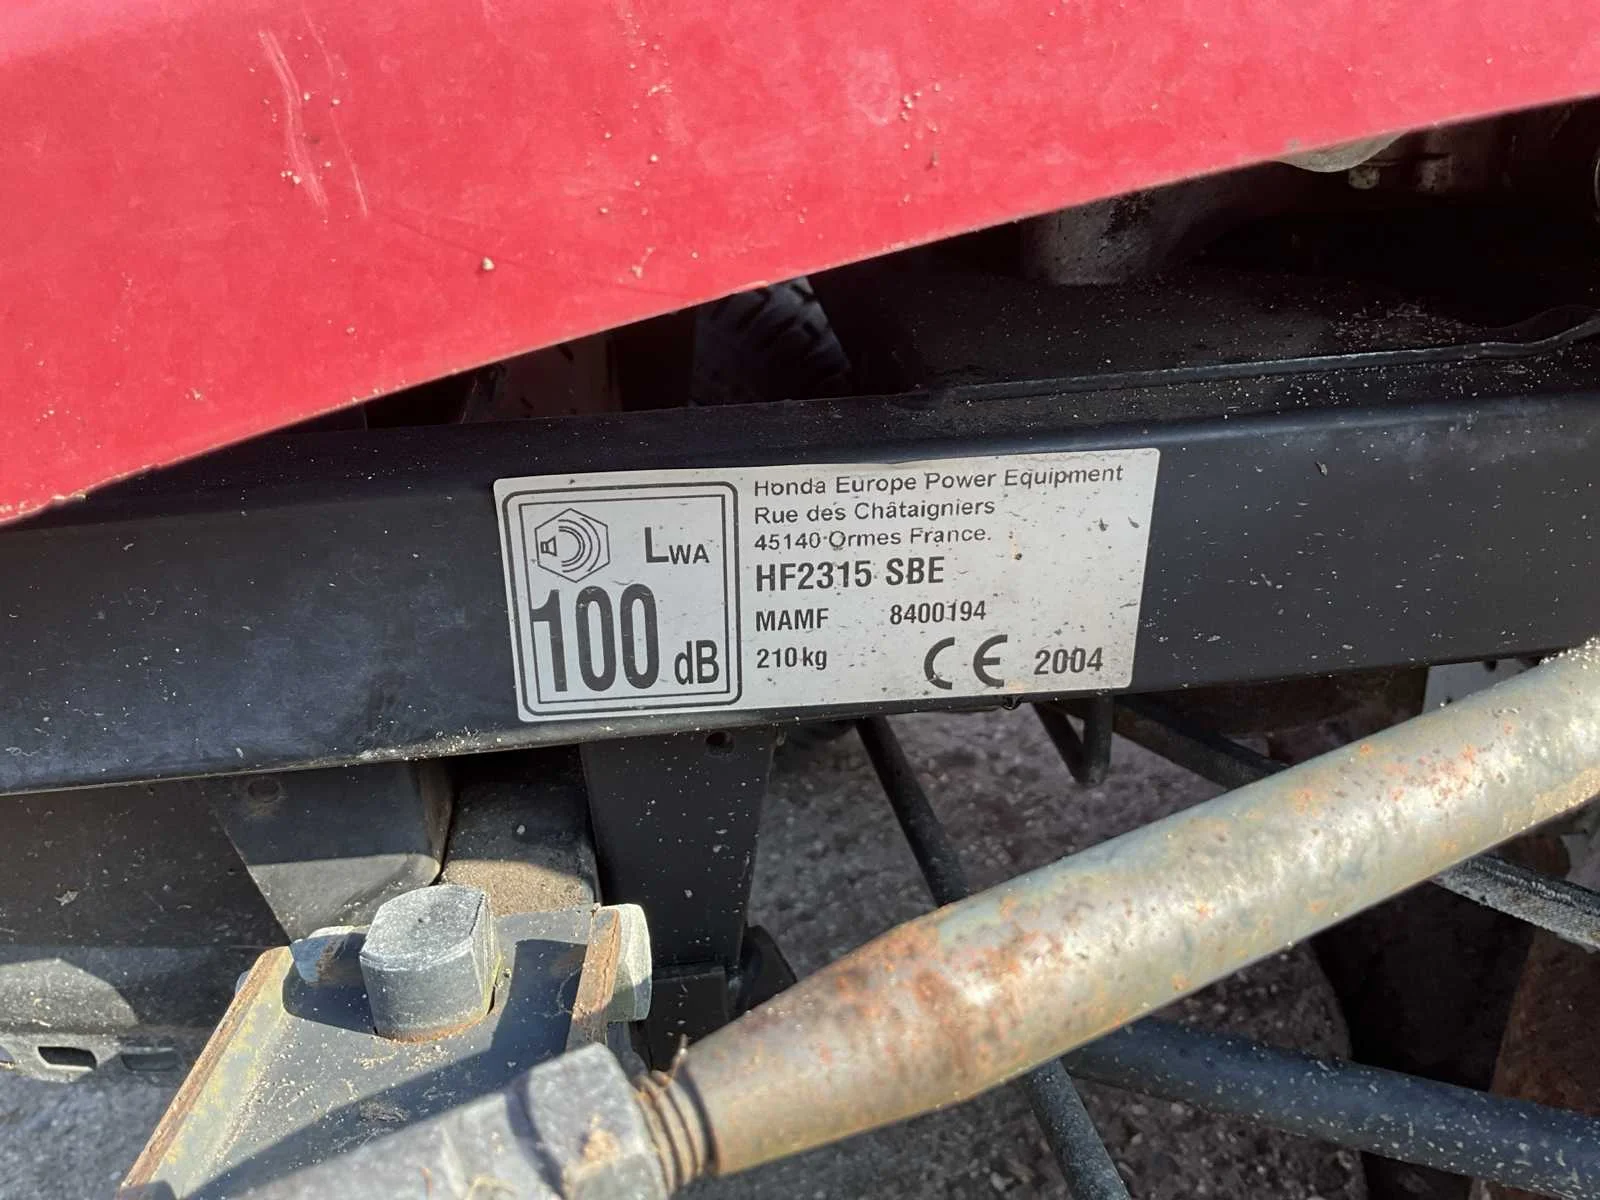 LWA
100 dB
Honda Europe Power Equipment
Rue des Châtaigniers
45140 Ormes France.
HF2315 SBE
MAMF 8400194
210 kg CE 2004